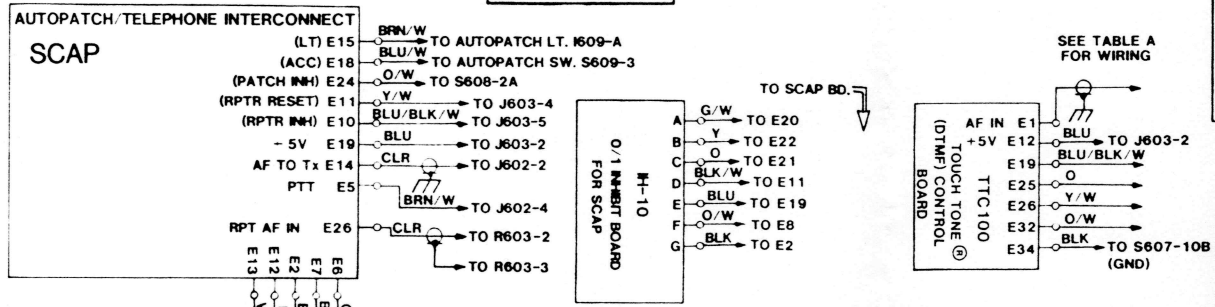 AUTOPATCH/TELEPHONE INTERCONNECT
SCAP
(LT) E15 BRN/W TO AUTOPATCH LT. I609-A
(ACC) E18 BLU/W TO AUTOPATCH SW. S609-3
(PATCH INH) E24 O/W TO S608-2A
(RPTR RESET) E11 Y/W TO J603-4
(RPTR INH) E10 BLU/BLK/W TO J603-5
- 5V E19 BLU TO J603-2
AF TO Tx E14 CLR TO J602-2
PTT E5 BRN/W TO J602-4
RPT AF IN E26 CLR TO R603-2
TO R603-3
E13 E12 E2 E7 E6
IH-10
0/1 INHIBIT BOARD
FOR SCAP
TO SCAP BD.
A G/W TO E20
B Y TO E22
C O TO E21
D BLK/W TO E11
E BLU TO E19
F O/W TO E8
G BLK TO E2
SEE TABLE A
FOR WIRING
TTC100
TOUCH TONE ®
(DTMF) CONTROL
BOARD
AF IN E1
+5V E12 BLU TO J603-2
E19 BLU/BLK/W
E25 O
E26 Y/W
E32 O/W
E34 BLK TO S607-10B
(GND)